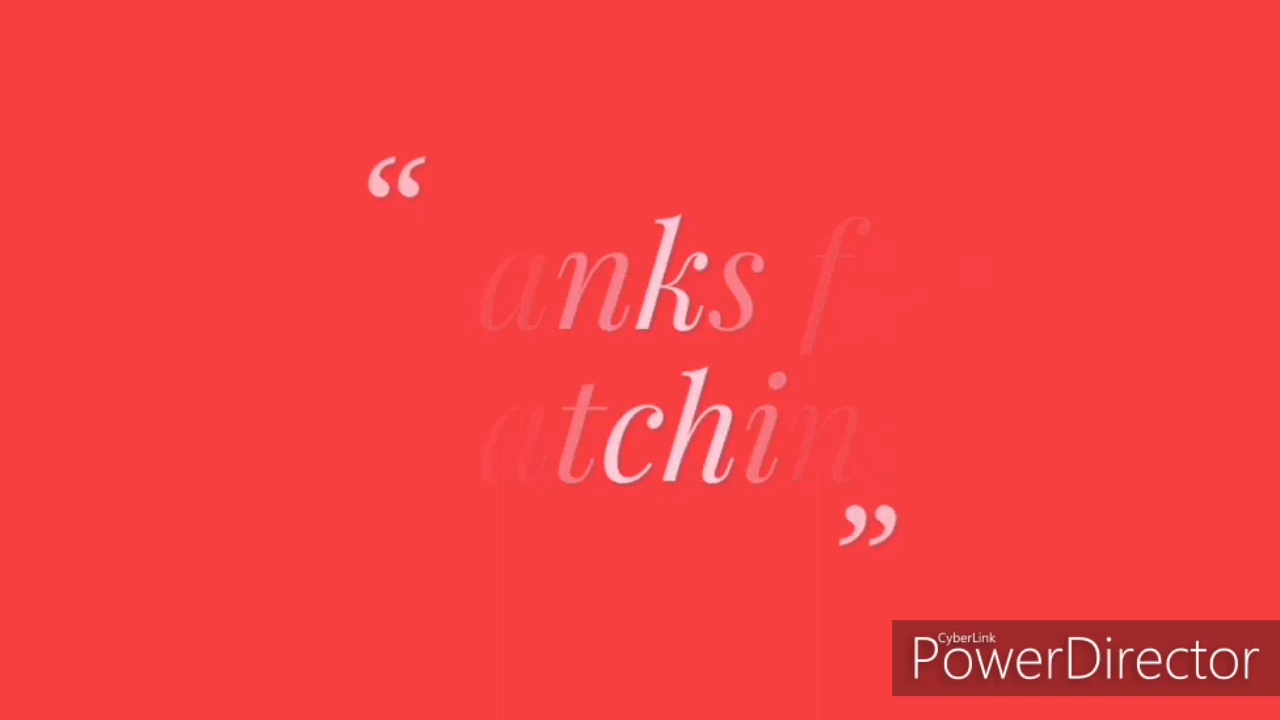 “
anks f
atchin
”
CyberLink
PowerDirector